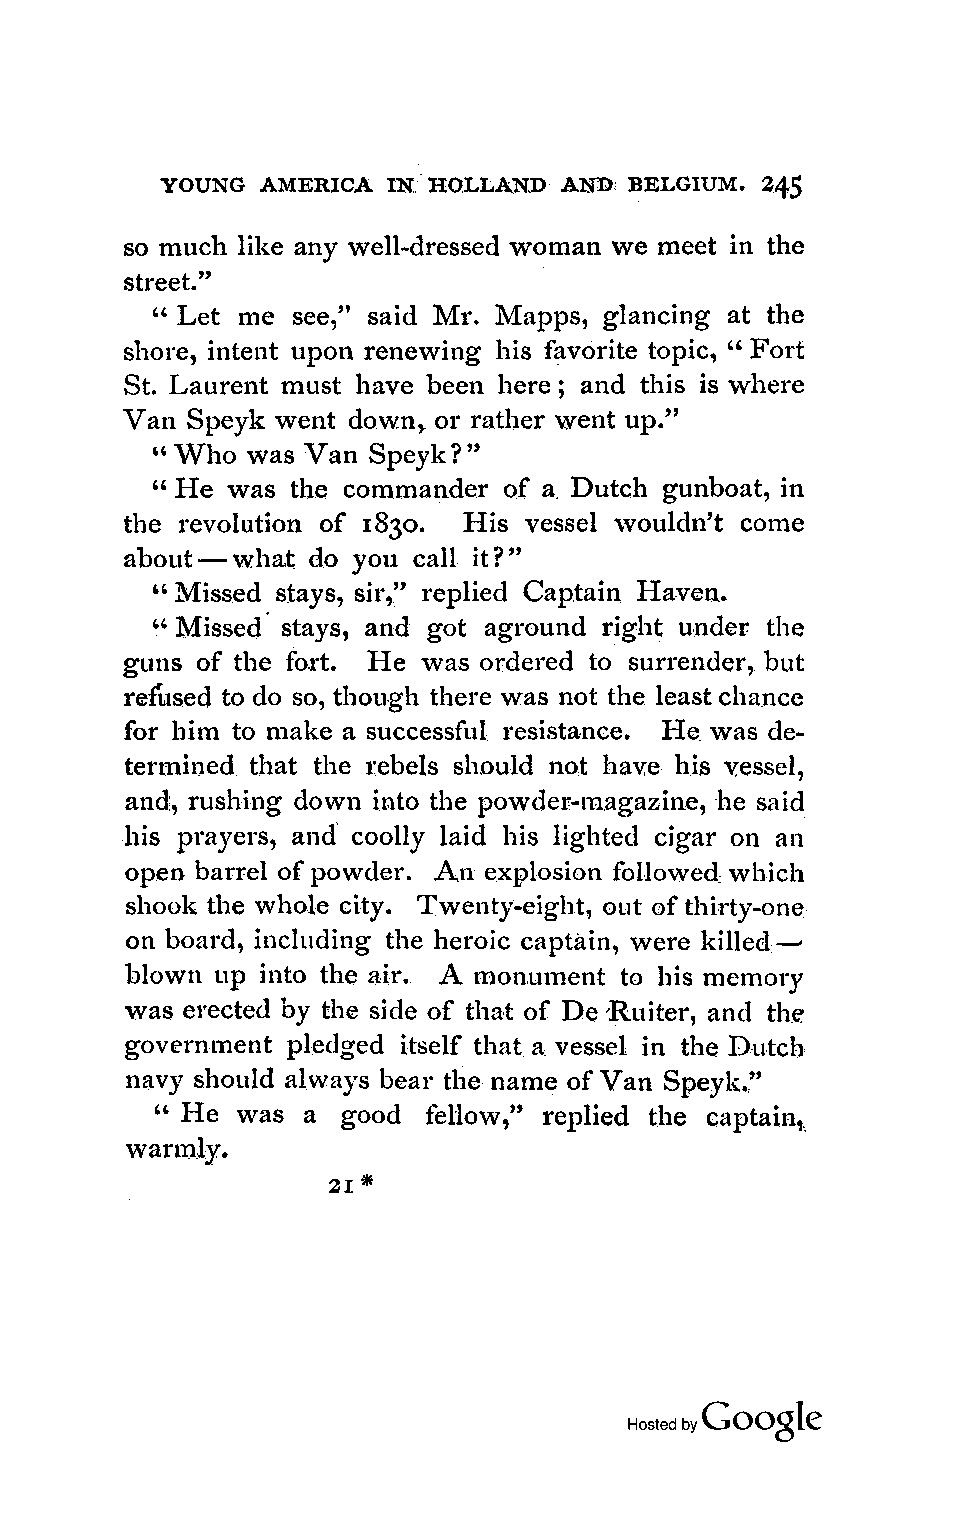 YOUNG AMERICA IN HOLLAND AND BELGIUM. 245
so much like any well-dressed woman we meet in the
street."
"Let me see," said Mr. Mapps, glancing at the
shore, intent upon renewing his favorite topic, "Fort
St. Laurent must have been here; and this is where
Van Speyk went down, or rather went up."
"Who was Van Speyk?"
"He was the commander of a Dutch gunboat, in
the revolution of 1830. His vessel wouldn't come
about — what do you call it?"
"Missed stays, sir," replied Captain Haven.
"Missed stays, and got aground right under the
guns of the fort. He was ordered to surrender, but
refused to do so, though there was not the least chance
for him to make a successful resistance. He was de-
termined that the rebels should not have his vessel,
and, rushing down into the powder-magazine, he said
his prayers, and coolly laid his lighted cigar on an
open barrel of powder. An explosion followed which
shook the whole city. Twenty-eight, out of thirty-one
on board, including the heroic captain, were killed —
blown up into the air. A monument to his memory
was erected by the side of that of De Ruiter, and the
government pledged itself that a vessel in the Dutch
navy should always bear the name of Van Speyk."
"He was a good fellow," replied the captain,
warmly.
21*
Hosted by Google